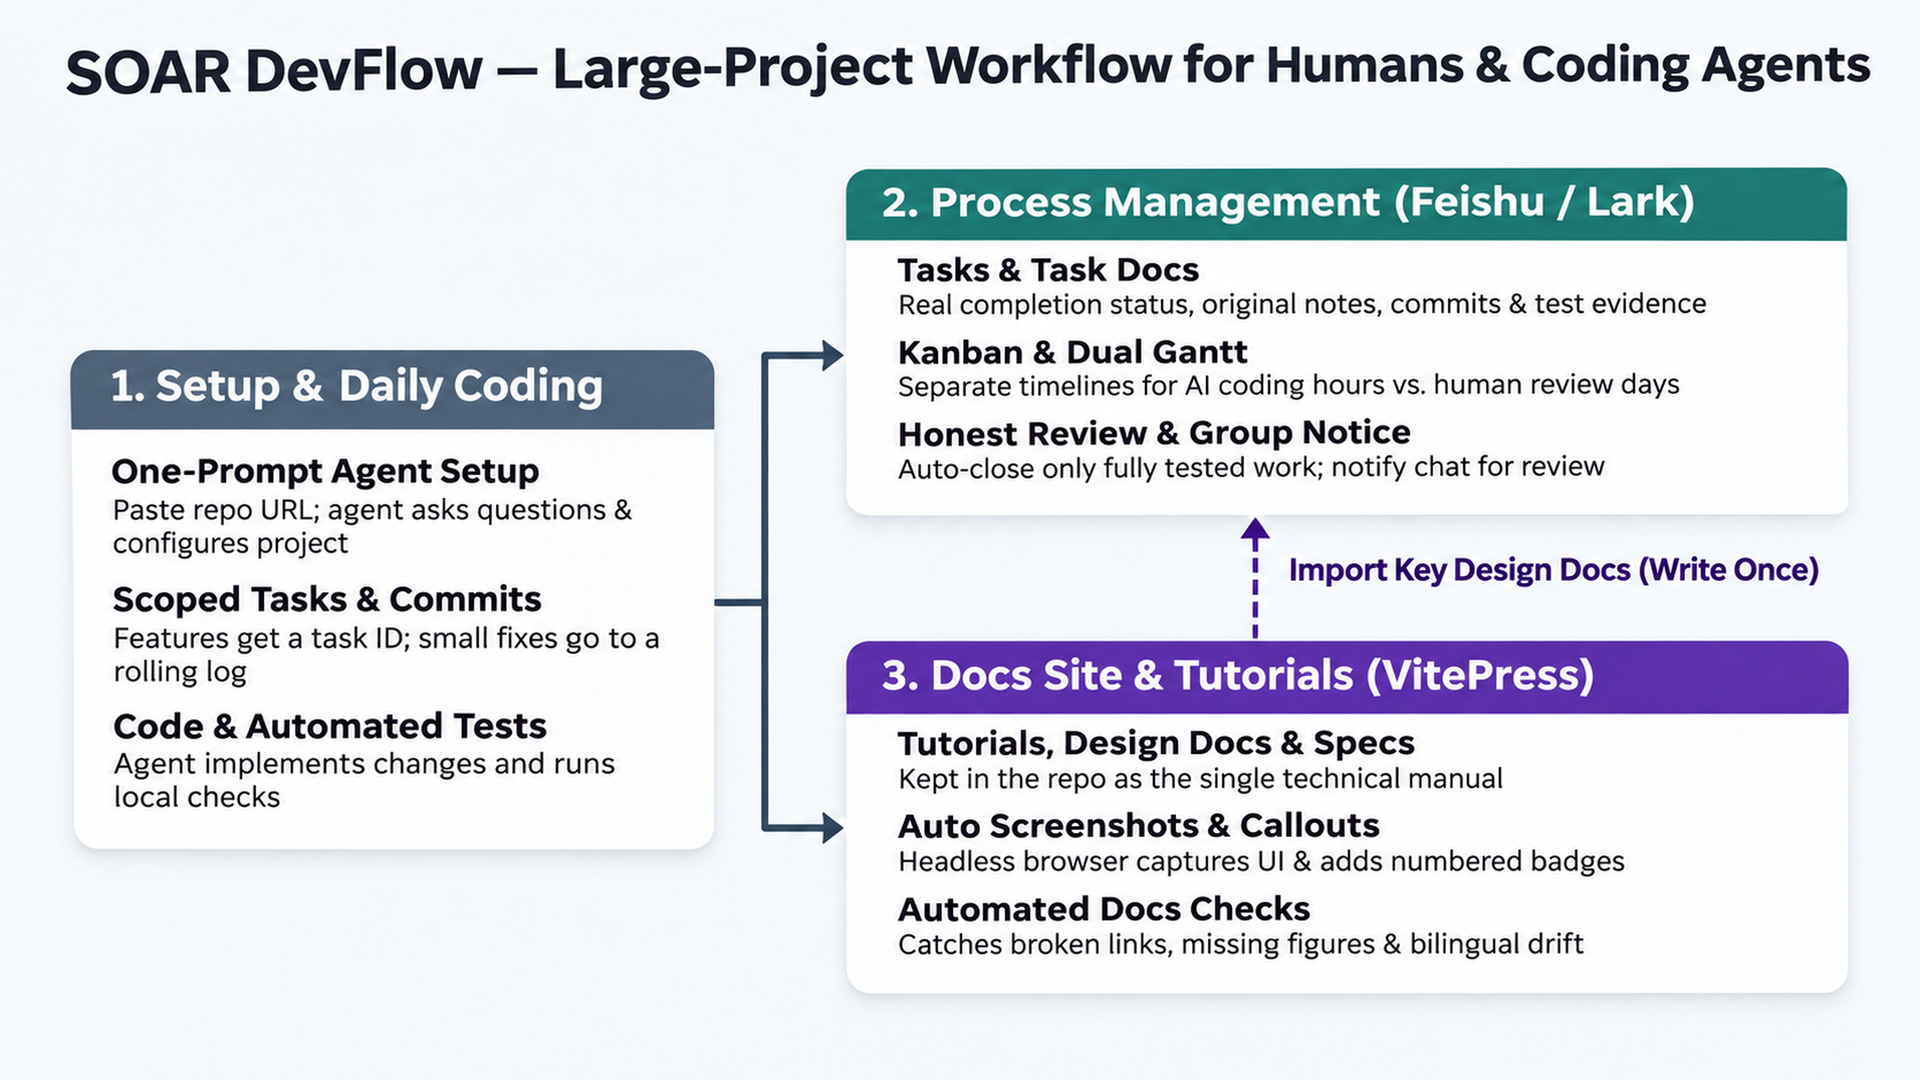 SOAR DevFlow — Large-Project Workflow for Humans & Coding Agents
1. Setup & Daily Coding
One-Prompt Agent Setup
Paste repo URL; agent asks questions &
configures project
Scoped Tasks & Commits
Features get a task ID; small fixes go to a
rolling log
Code & Automated Tests
Agent implements changes and runs
local checks
2. Process Management (Feishu / Lark)
Tasks & Task Docs
Real completion status, original notes, commits & test evidence
Kanban & Dual Gantt
Separate timelines for AI coding hours vs. human review days
Honest Review & Group Notice
Auto-close only fully tested work; notify chat for review
Import Key Design Docs (Write Once)
3. Docs Site & Tutorials (VitePress)
Tutorials, Design Docs & Specs
Kept in the repo as the single technical manual
Auto Screenshots & Callouts
Headless browser captures UI & adds numbered badges
Automated Docs Checks
Catches broken links, missing figures & bilingual drift